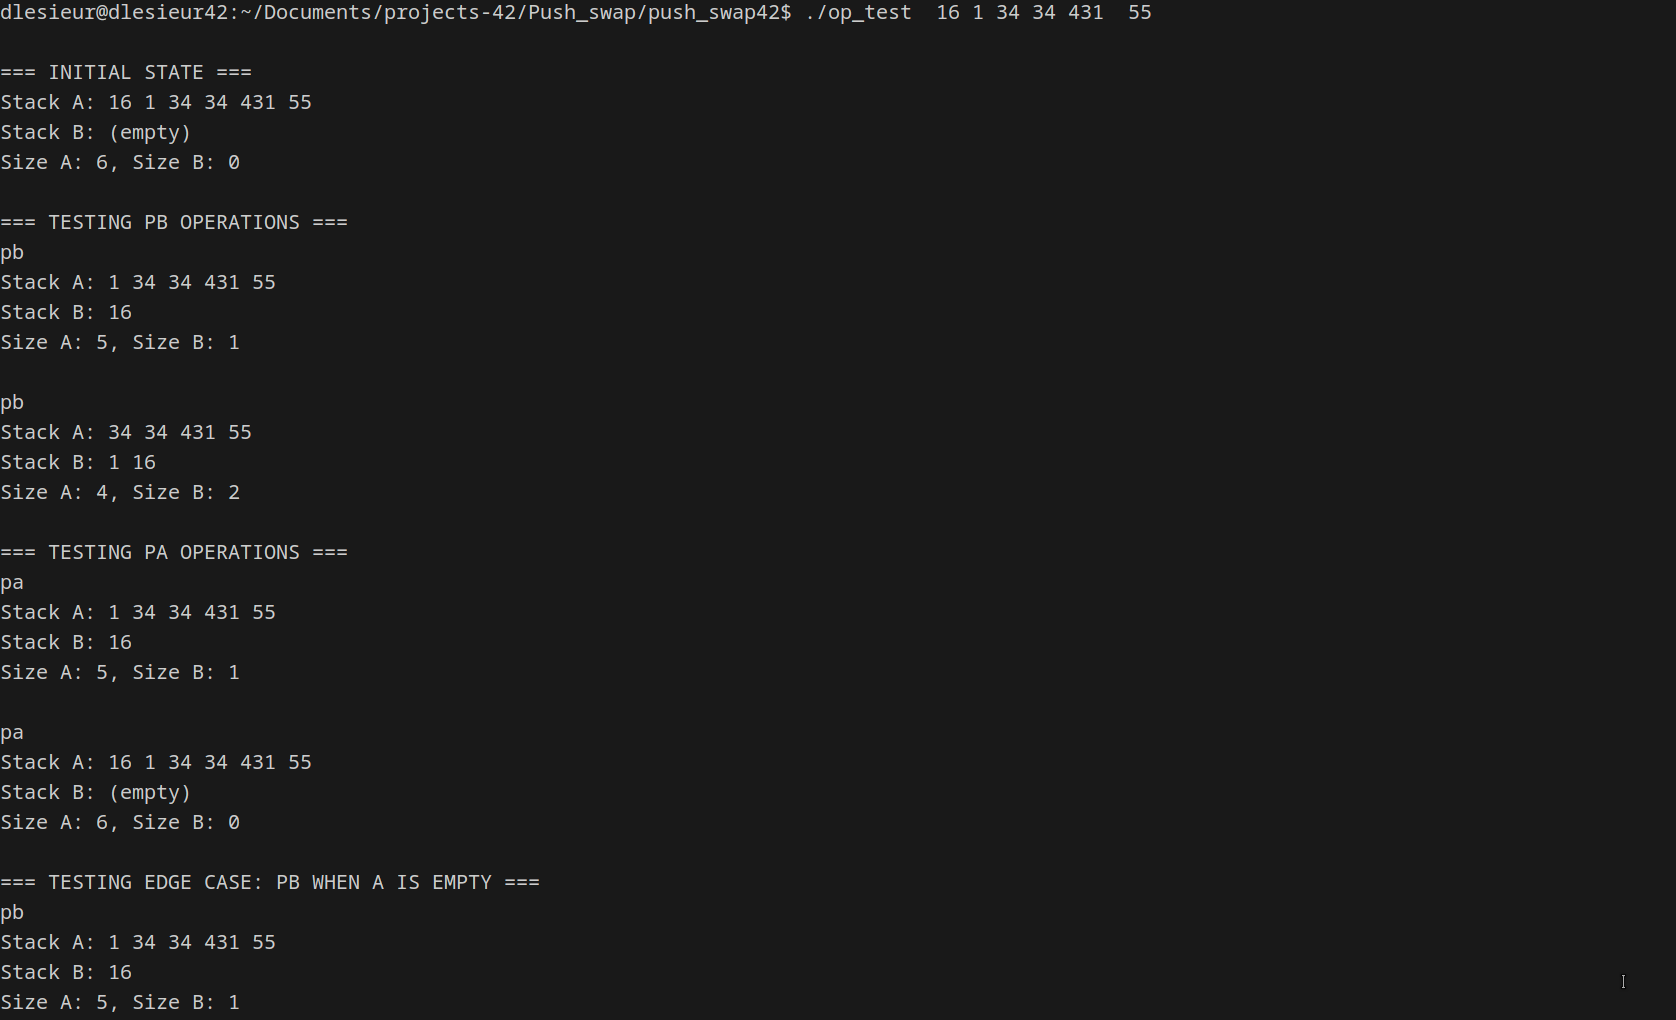 dlesieur@dlesieur42:~/Documents/projects-42/Push_swap/push_swap42$ ./op_test  16 1 34 34 431  55
=== INITIAL STATE ===
Stack A: 16 1 34 34 431 55
Stack B: (empty)
Size A: 6, Size B: 0
=== TESTING PB OPERATIONS ===
pb
Stack A: 1 34 34 431 55
Stack B: 16
Size A: 5, Size B: 1
pb
Stack A: 34 34 431 55
Stack B: 1 16
Size A: 4, Size B: 2
=== TESTING PA OPERATIONS ===
pa
Stack A: 1 34 34 431 55
Stack B: 16
Size A: 5, Size B: 1
pa
Stack A: 16 1 34 34 431 55
Stack B: (empty)
Size A: 6, Size B: 0
=== TESTING EDGE CASE: PB WHEN A IS EMPTY ===
pb
Stack A: 1 34 34 431 55
Stack B: 16
Size A: 5, Size B: 1